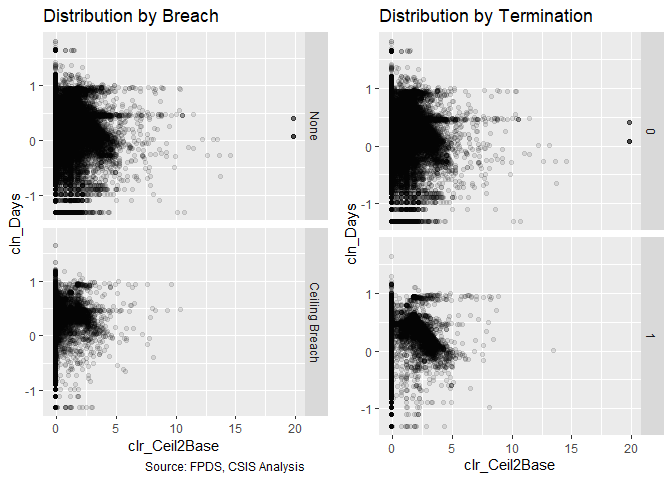 Distribution by Breach
cln_Days
1
0
-1
None
1
0
-1
Ceiling Breach
0
5
10
15
20
clr_Ceil2Base
Source: FPDS, CSIS Analysis
Distribution by Termination
cln_Days
1
0
-1
0
1
0
-1
1
0
5
10
15
20
clr_Ceil2Base